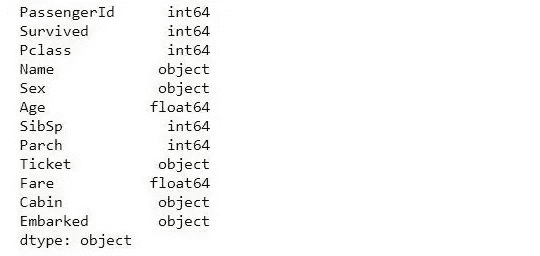 PassengerId      int64
Survived         int64
Pclass           int64
Name            object
Sex             object
Age            float64
SibSp            int64
Parch            int64
Ticket          object
Fare           float64
Cabin           object
Embarked        object
dtype: object